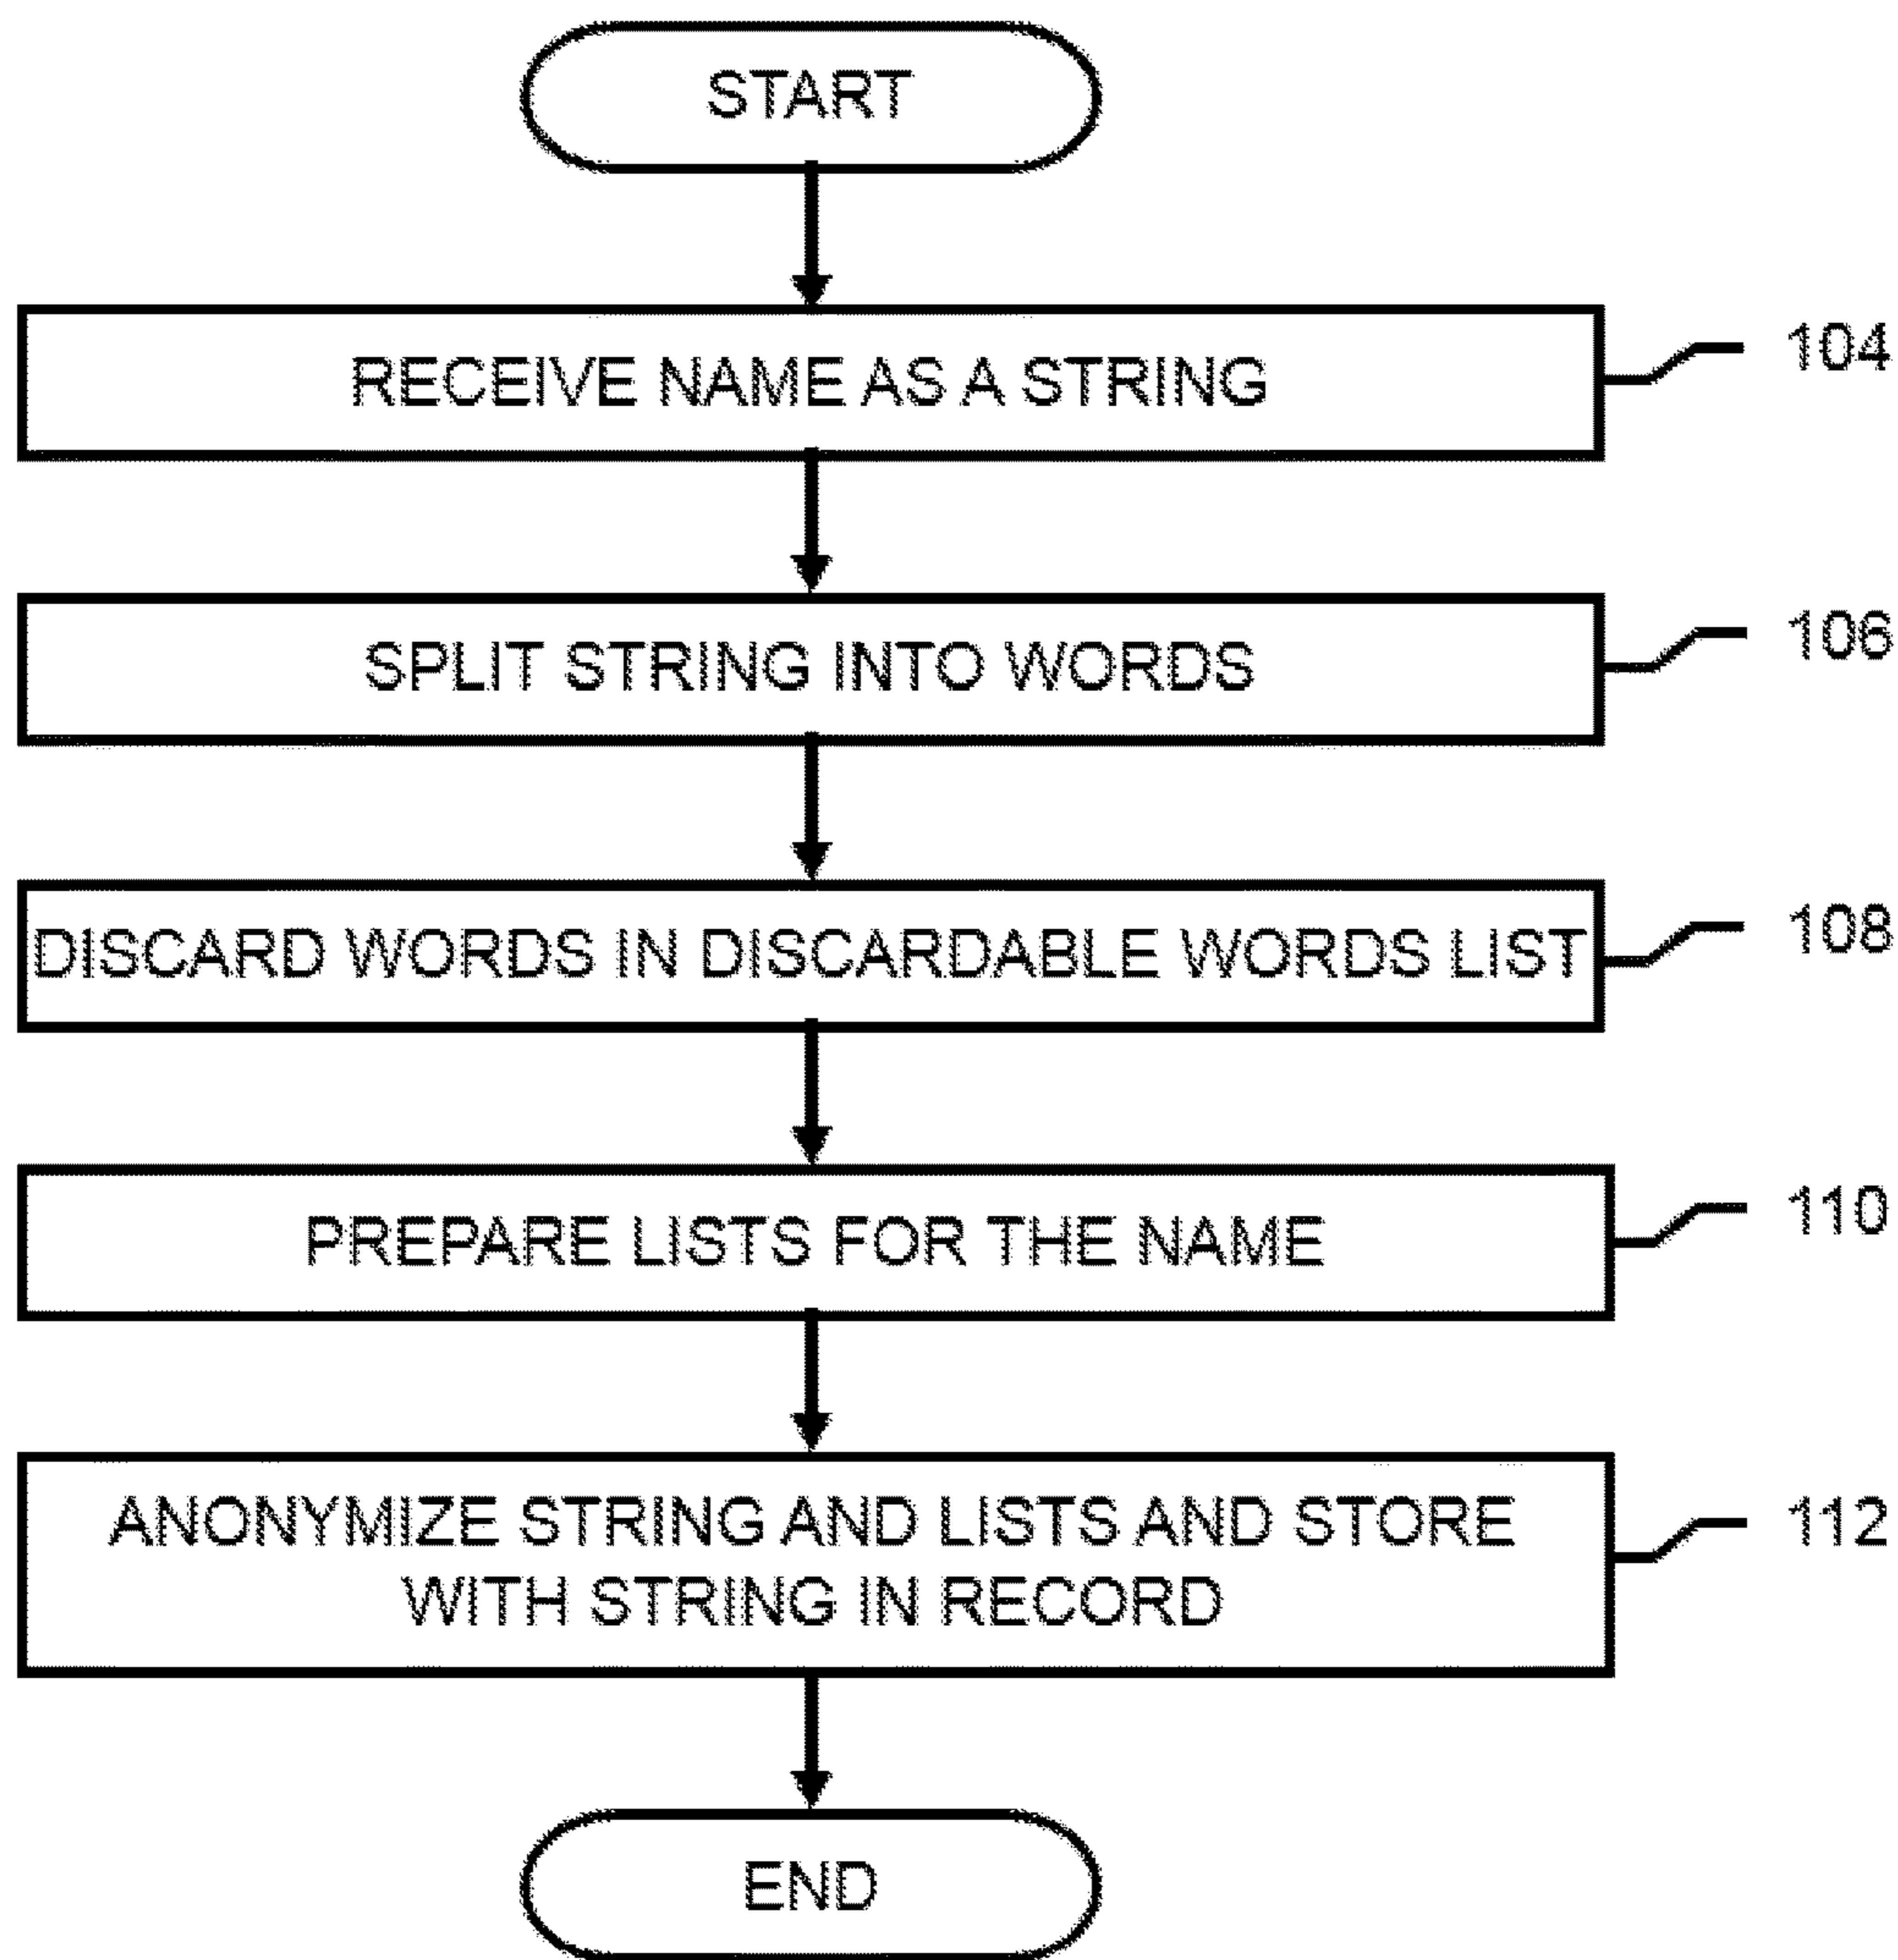 START
RECEIVE NAME AS A STRING
104
SPLIT STRING INTO WORDS
106
DISCARD WORDS IN DISCARDABLE WORDS LIST
108
PREPARE LISTS FOR THE NAME
110
ANONYMIZE STRING AND LISTS AND STORE
WITH STRING IN RECORD
112
END